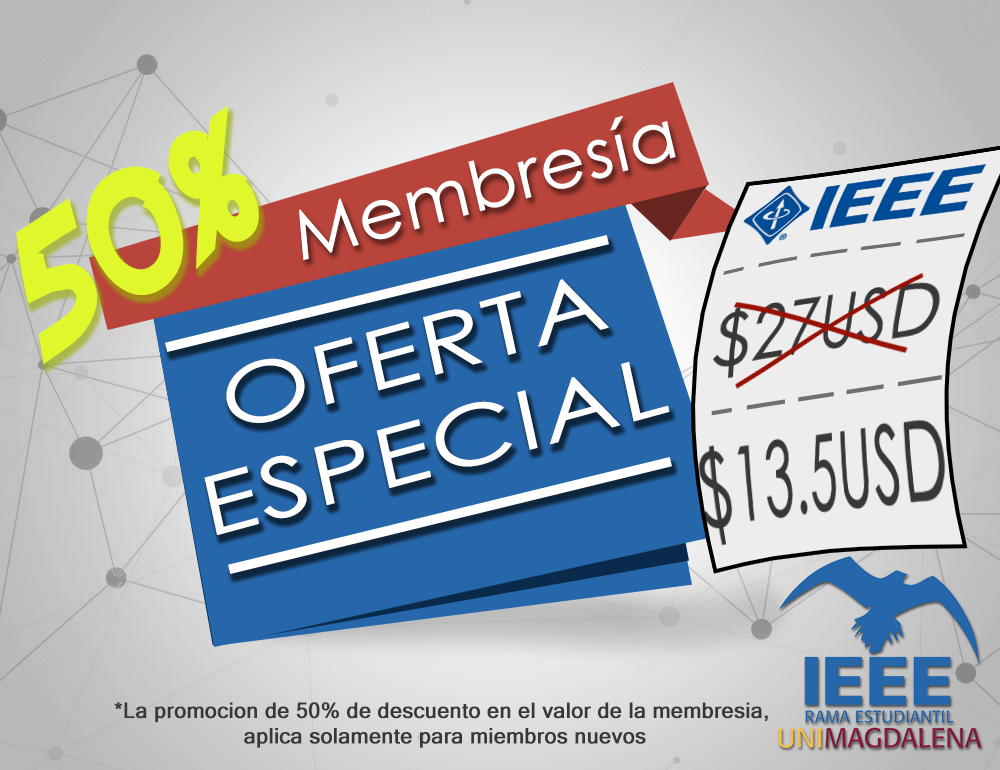 50% Membresía
OFERTA
ESPECIAL
IEEE
$27USD
$13.5USD
IEEE
RAMA ESTUDIANTIL
UNIMAGDALENA
*La promocion de 50% de descuento en el valor de la membresia,
aplica solamente para miembros nuevos